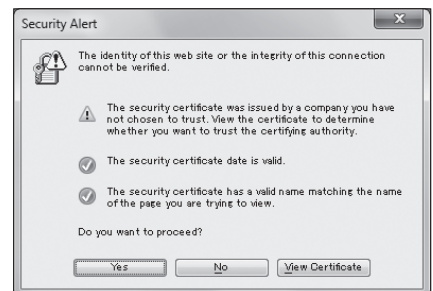 Security Alert
The identity of this web site or the integrity of this connection
cannot be verified.
The security certificate was issued by a company you have
not chosen to trust. View the certificate to determine
whether you want to trust the certifying authority.
The security certificate date is valid.
The security certificate has a valid name matching the name
of the page you are trying to view.
Do you want to proceed?
Yes
No
View Certificate